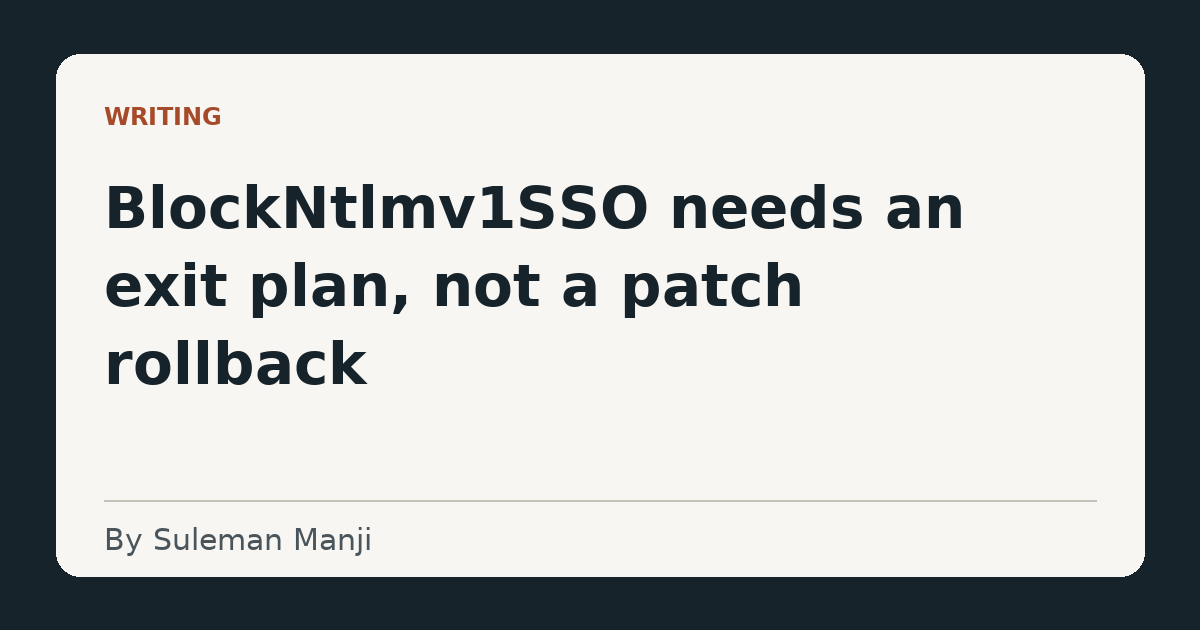 WRITING
BlockNtlmv1SSO needs an
exit plan, not a patch
rollback
By Suleman Manji